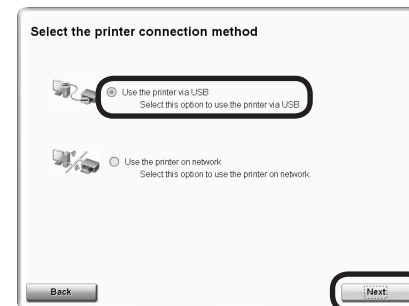 Select the printer connection method
Use the printer via USB
Select this option to use the printer via USB.
Use the printer on network
Select this option to use the printer on network.
Back
Next